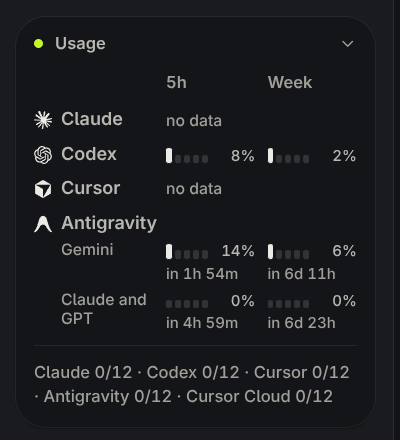 Usage
5h Week
Claude no data
Codex 8% 2%
Cursor no data
Antigravity
Gemini 14% 6%
in 1h 54m in 6d 11h
Claude and 0% 0%
GPT in 4h 59m in 6d 23h
Claude 0/12 · Codex 0/12 · Cursor 0/12
· Antigravity 0/12 · Cursor Cloud 0/12